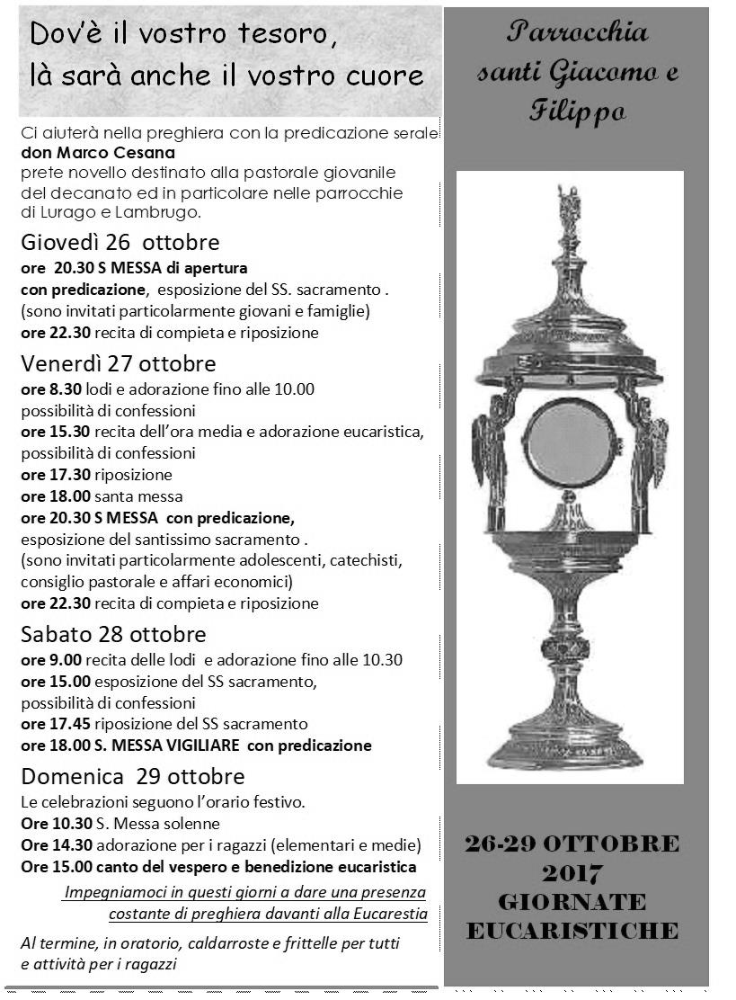 Dov'è il vostro tesoro,
là sarà anche il vostro cuore
Ci aiuterà nella preghiera con la predicazione serale
don Marco Cesana
prete novello destinato alla pastorale giovanile
del decanato ed in particolare nelle parrocchie
di Lurago e Lambrugo.
Giovedì 26 ottobre
ore 20.30 S MESSA di apertura
con predicazione, esposizione del SS. sacramento .
(sono invitati particolarmente giovani e famiglie)
ore 22.30 recita di compieta e riposizione
Venerdì 27 ottobre
ore 8.30 lodi e adorazione fino alle 10.00
possibilità di confessioni
ore 15.30 recita dell'ora media e adorazione eucaristica,
possibilità di confessioni
ore 17.30 riposizione
ore 18.00 santa messa
ore 20.30 S MESSA con predicazione,
esposizione del santissimo sacramento .
(sono invitati particolarmente adolescenti, catechisti,
consiglio pastorale e affari economici)
ore 22.30 recita di compieta e riposizione
Sabato 28 ottobre
ore 9.00 recita delle lodi e adorazione fino alle 10.30
ore 15.00 esposizione del SS sacramento,
possibilità di confessioni
ore 17.45 riposizione del SS sacramento
ore 18.00 S. MESSA VIGILIARE con predicazione
Domenica 29 ottobre
Le celebrazioni seguono l'orario festivo.
Ore 10.30 S. Messa solenne
Ore 14.30 adorazione per i ragazzi (elementari e medie)
Ore 15.00 canto del vespero e benedizione eucaristica
Impegniamoci in questi giorni a dare una presenza
costante di preghiera davanti alla Eucarestia
Al termine, in oratorio, caldarroste e frittelle per tutti
e attività per i ragazzi
Parrocchia
santi Giacomo e
Filippo
26-29 OTTOBRE
2017
GIORNATE
EUCARISTICHE